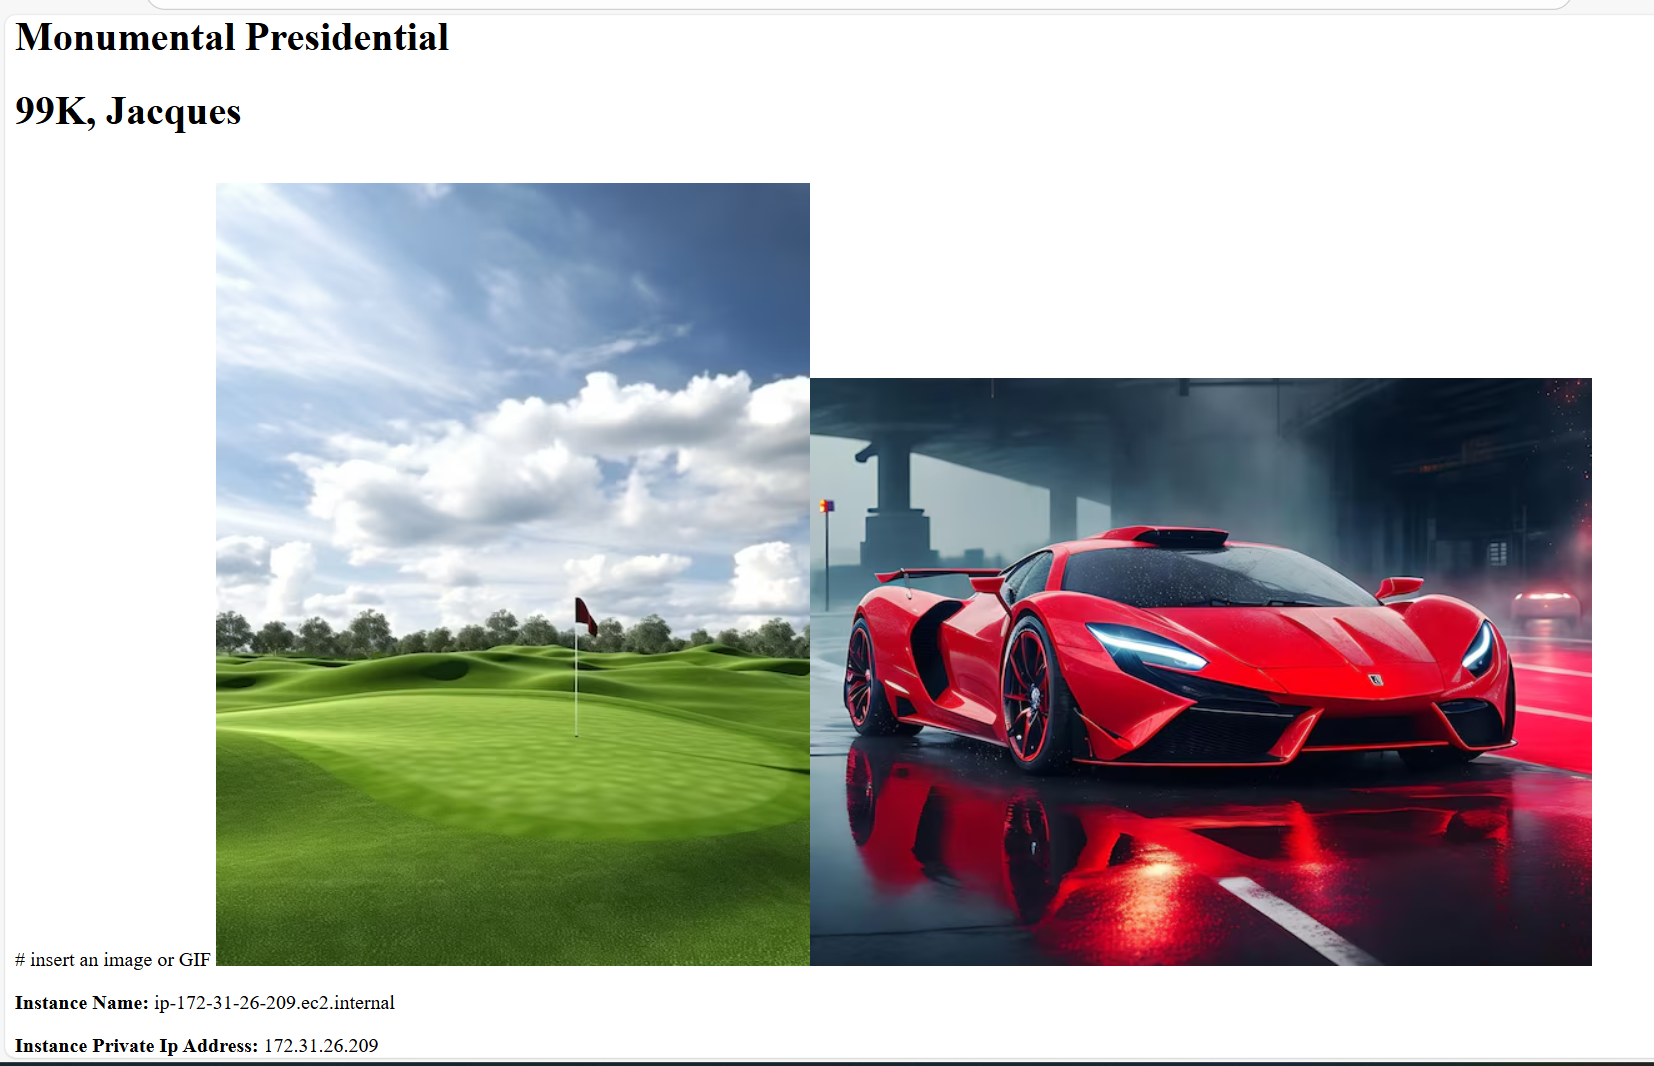 Monumental Presidential
99K, Jacques
# insert an image or GIF
Instance Name: ip-172-31-26-209.ec2.internal
Instance Private Ip Address: 172.31.26.209